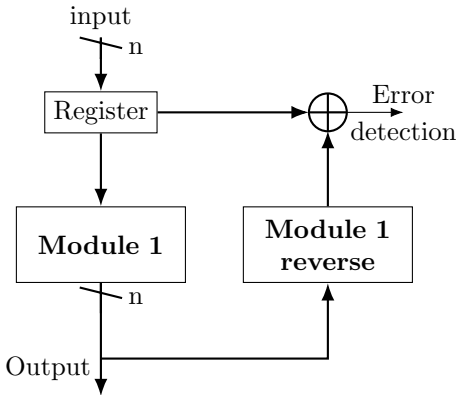 input
n
Register
Error
detection
Module 1
Module 1
reverse
n
Output